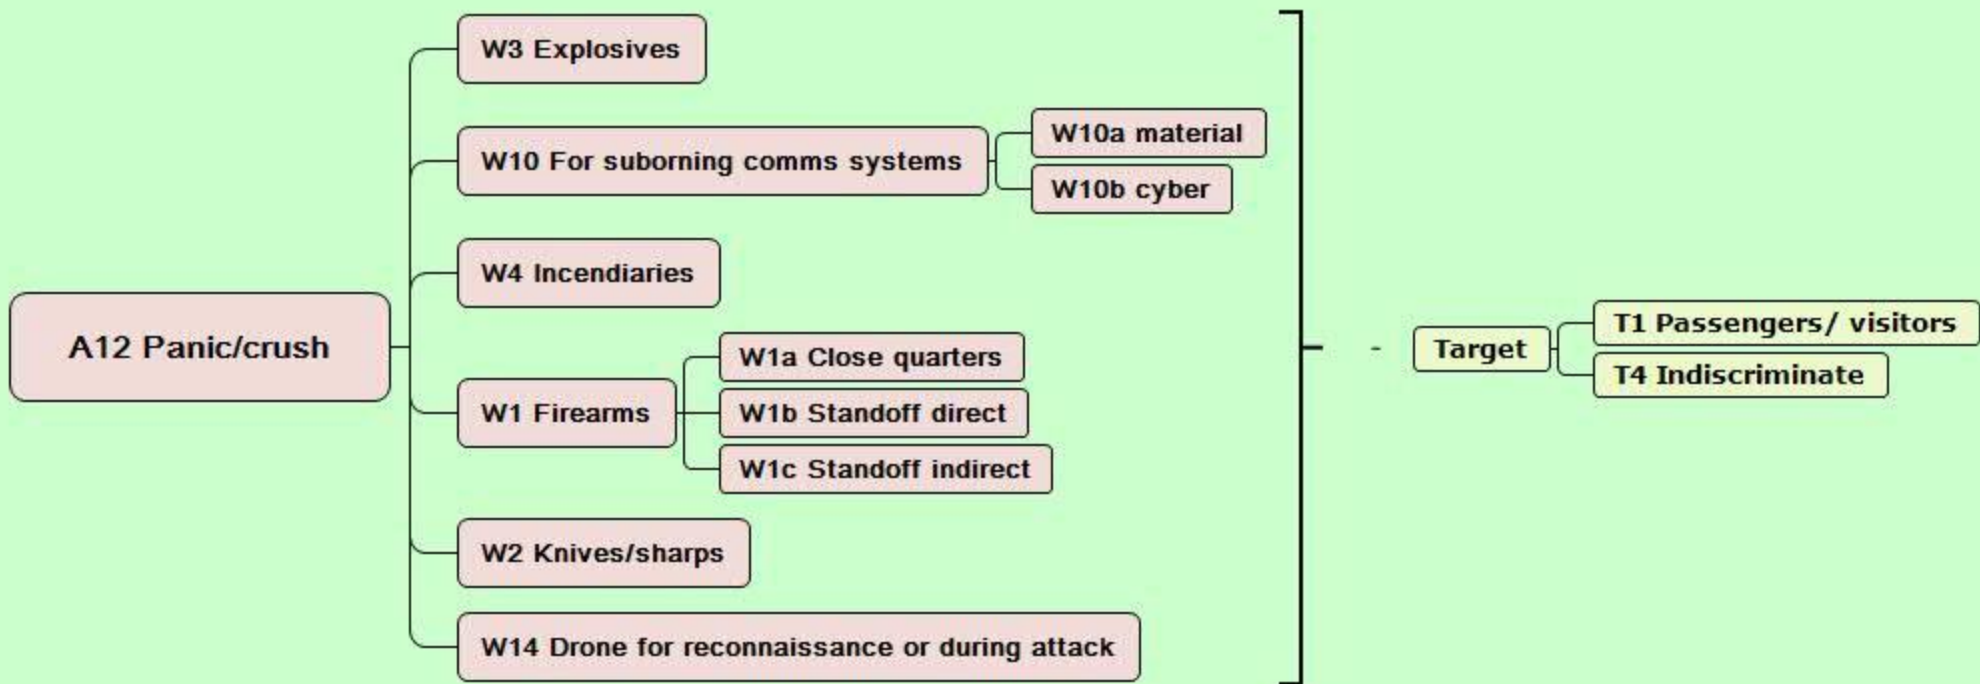 W3 Explosives
W10 For suborning comms systems
W10a material
W10b cyber
W4 Incendiaries
A12 Panic/crush
W1 Firearms
W1a Close quarters
W1b Standoff direct
W1c Standoff indirect
W2 Knives/sharps
W14 Drone for reconnaissance or during attack
-
Target
T1 Passengers/ visitors
T4 Indiscriminate